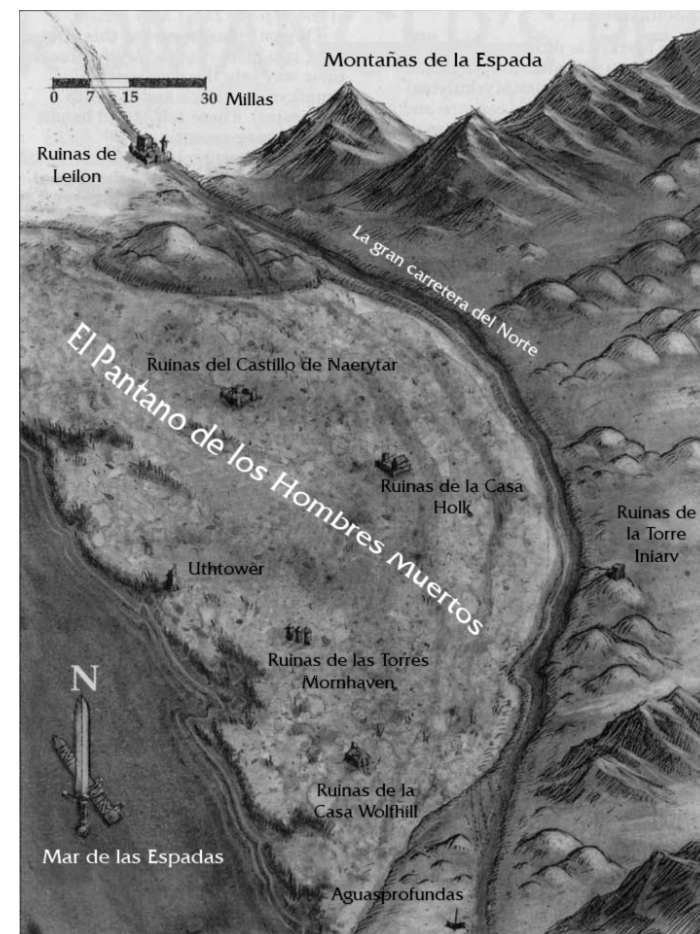 Montañas de la Espada
0 7 15 30 Millas
Ruinas de
Leilon
La gran carretera del Norte
El Pantano de los Hombres Muertos
Ruinas del Castillo de Naerytar
Ruinas de la Casa
Holk
Ruinas de
la Torre
Iniarv
Uthtower
Ruinas de las Torres
Mornhaven
N
Ruinas de la
Casa Wolfhill
Mar de las Espadas
Aguasprofundas